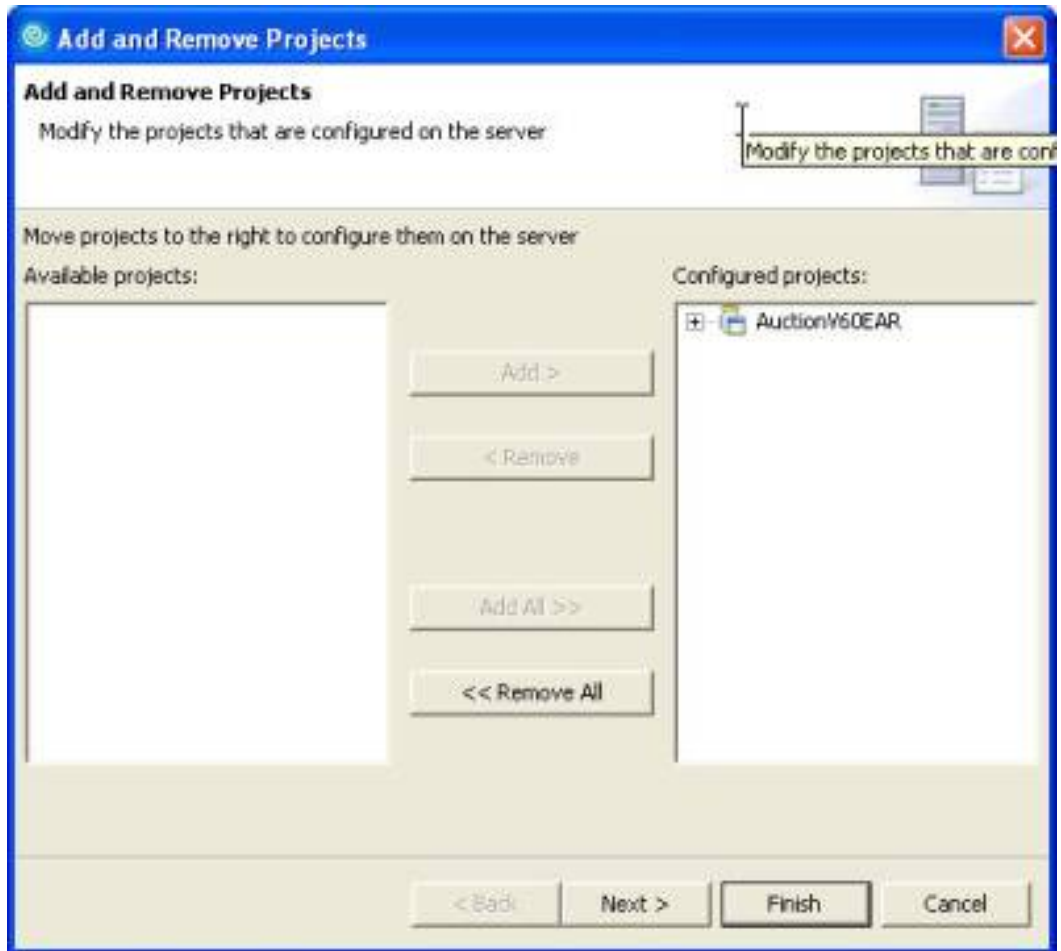 Add and Remove Projects
Add and Remove Projects
Modify the projects that are configured on the server
Modify the projects that are conf
Move projects to the right to configure them on the server
Available projects:
Configured projects:
AuctionV60EAR
Add >
< Remove
Add All >>
<< Remove All
< Back
Next >
Finish
Cancel